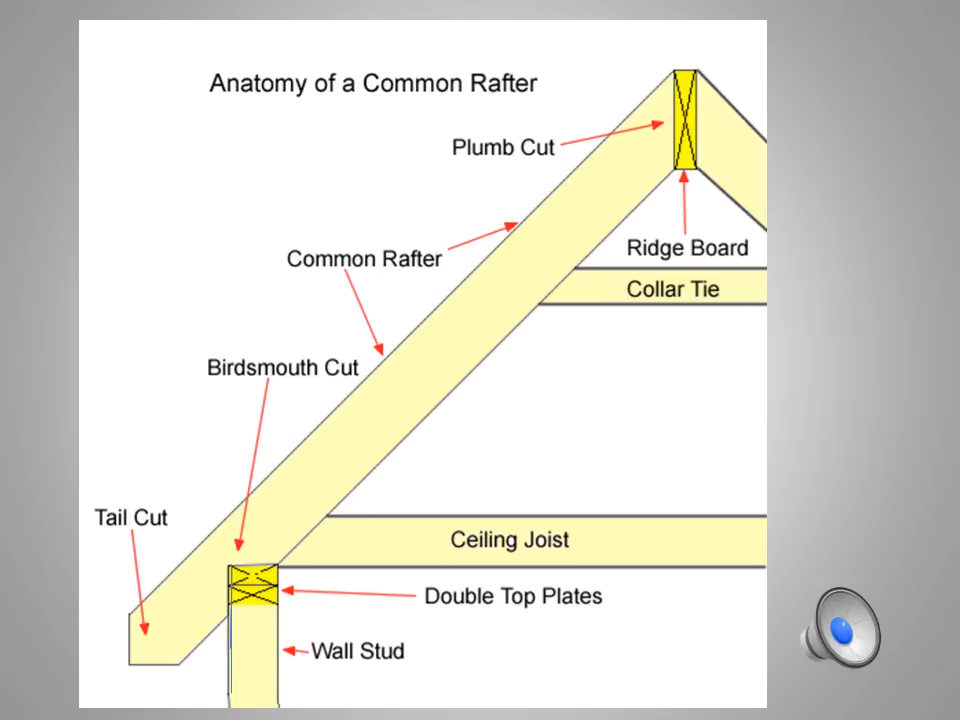 Anatomy of a Common Rafter
Plumb Cut
Ridge Board
Common Rafter
Collar Tie
Birdsmouth Cut
Tail Cut
Ceiling Joist
Double Top Plates
Wall Stud